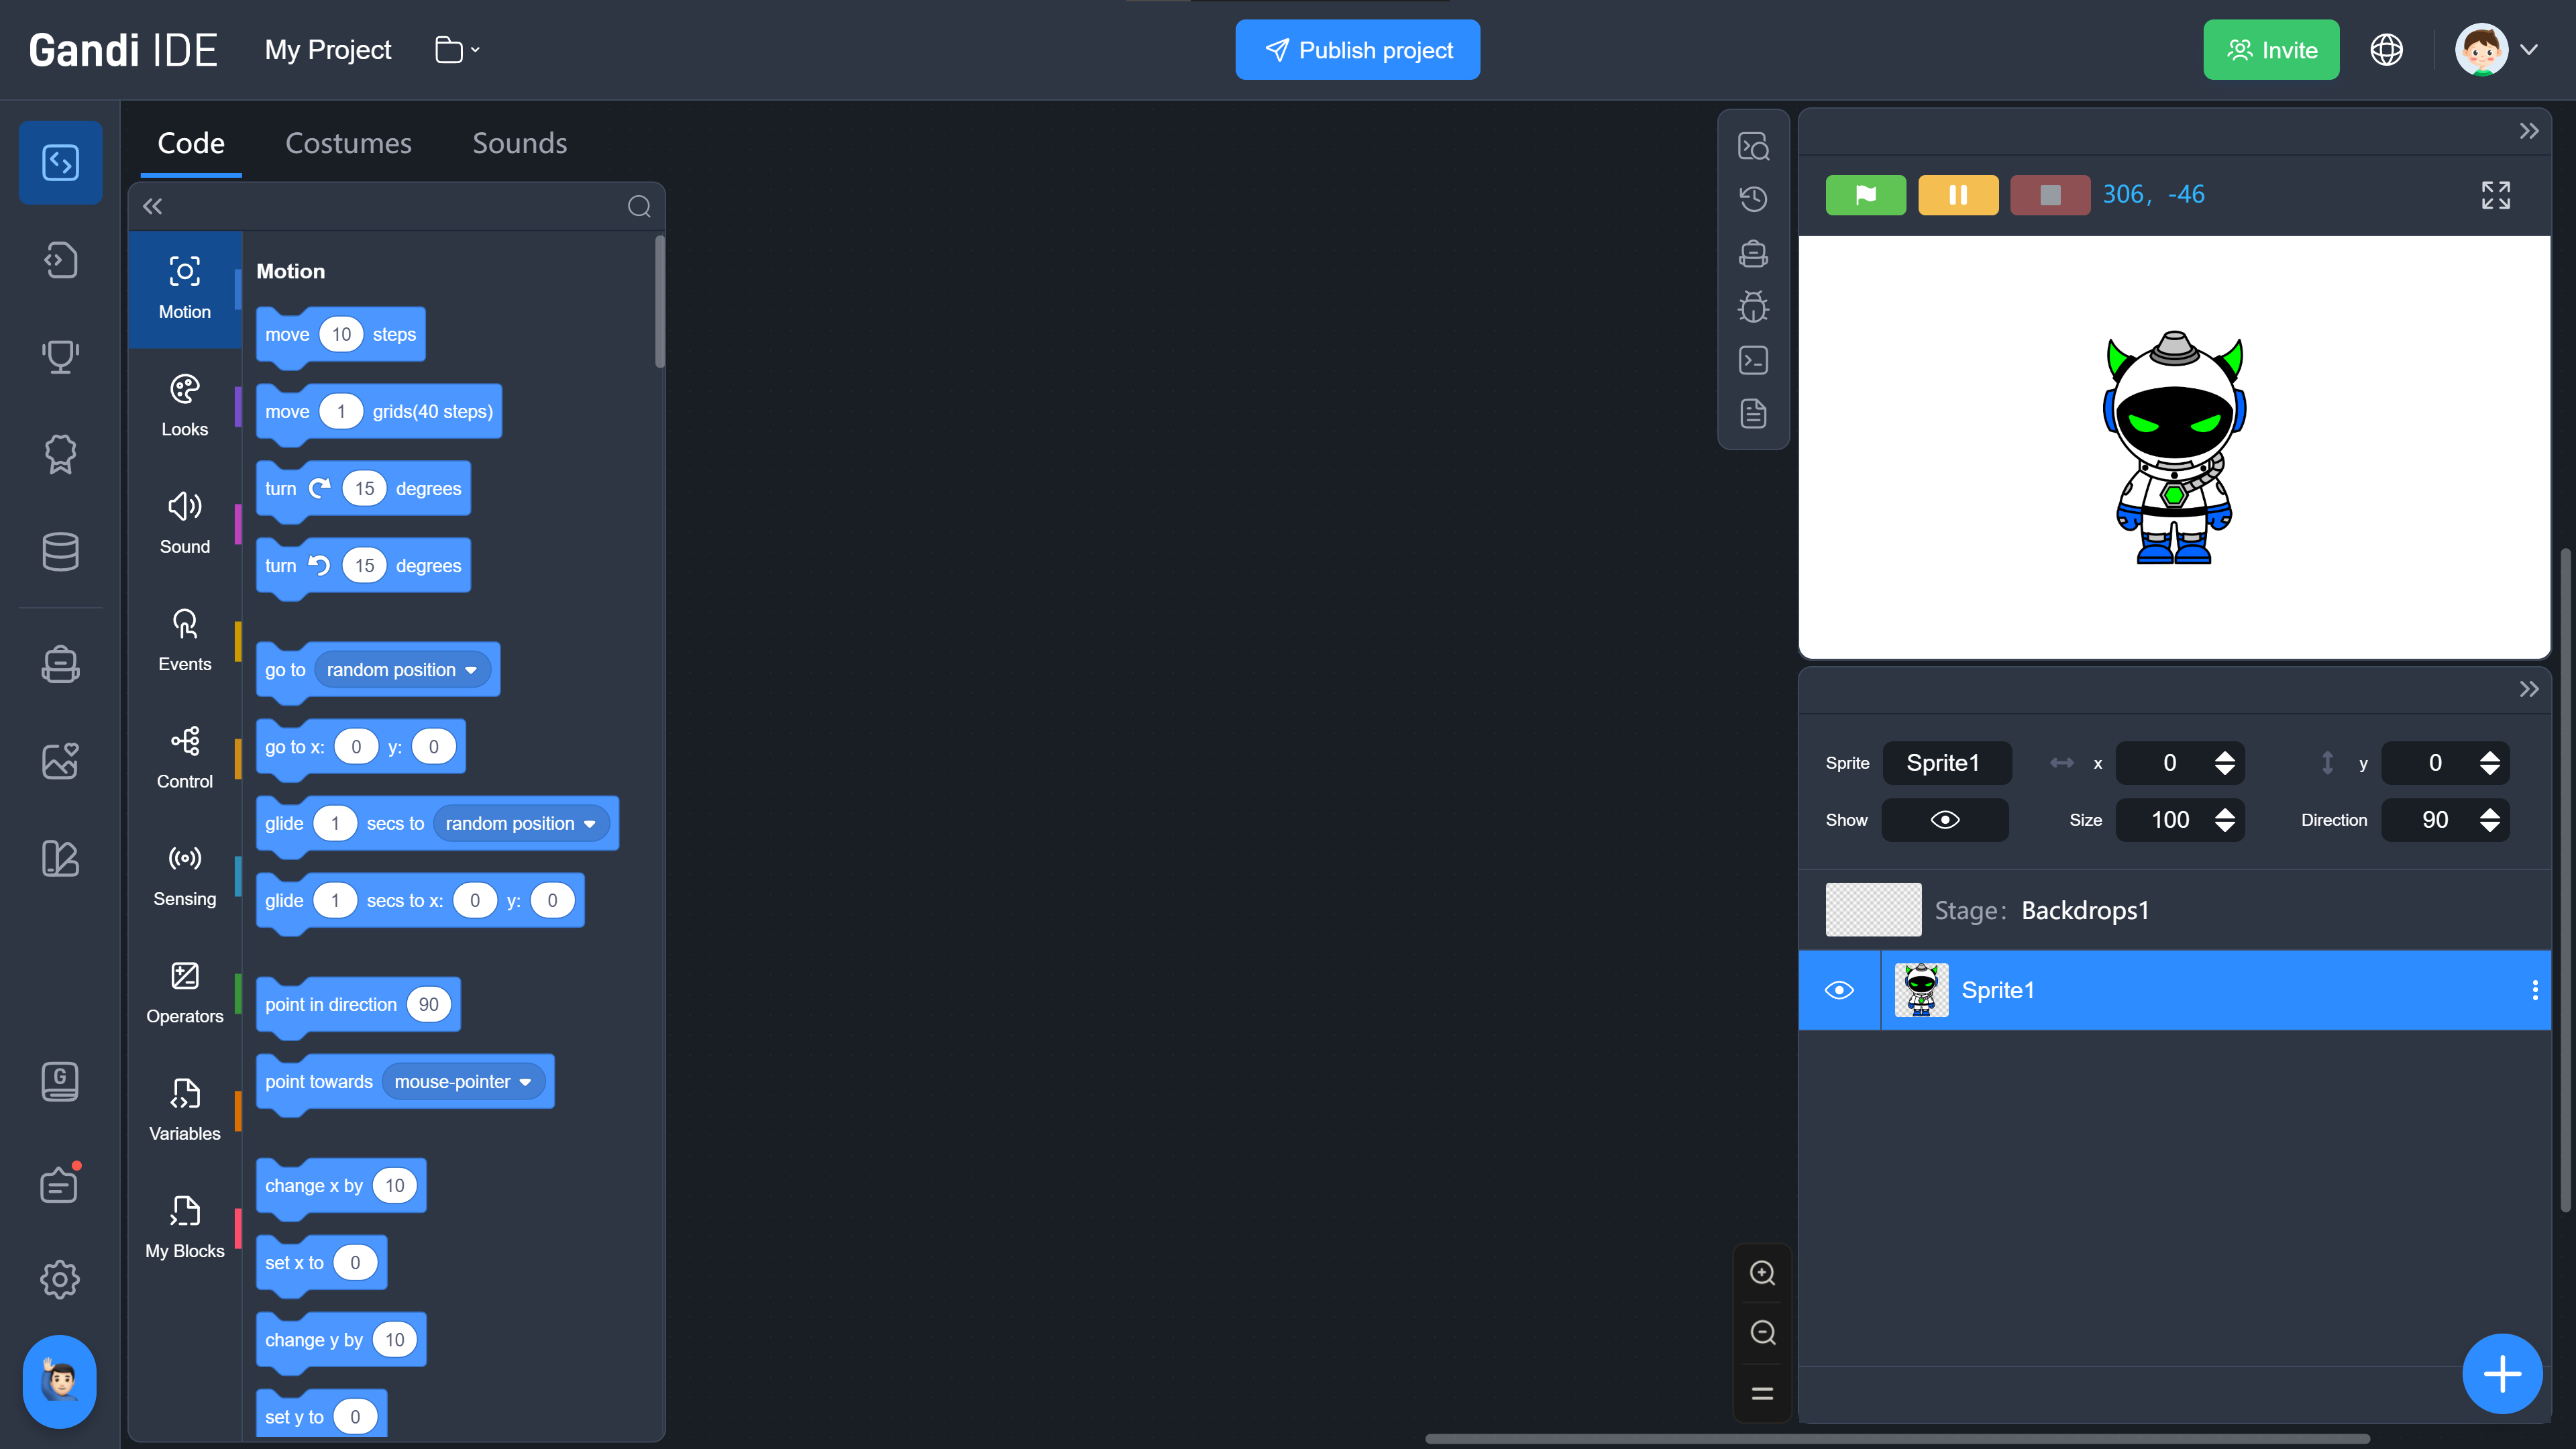 Gandi IDE
My Project
Publish project
Invite
Code
Costumes
Sounds
Motion
Looks
Sound
Events
Control
Sensing
Operators
Variables
My Blocks
Motion
move 10 steps
move 1 grids(40 steps)
turn 15 degrees
turn 15 degrees
go to random position
go to x: 0 y: 0
glide 1 secs to random position
glide 1 secs to x: 0 y: 0
point in direction 90
point towards mouse-pointer
change x by 10
set x to 0
change y by 10
set y to 0
306, -46
Sprite Sprite1 x 0 y 0
Show Size 100 Direction 90
Stage: Backdrops1
Sprite1
G